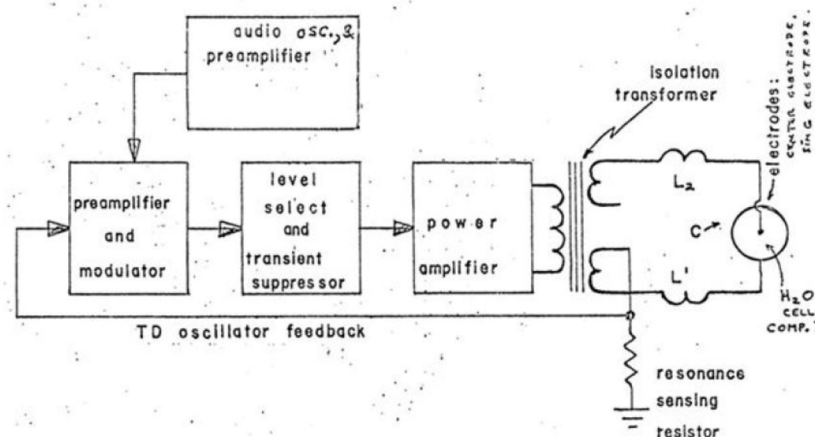 audio osc., &
preamplifier
isolation
transformer
electrodes:
CENTER ELECTRODE,
RING ELECTRODE.
preamplifier
and
modulator
level
select
and
transient
suppressor
power
amplifier
L₂
C
L'
H₂O
CELL
COMP.
TD oscillator feedback
resonance
sensing
resistor